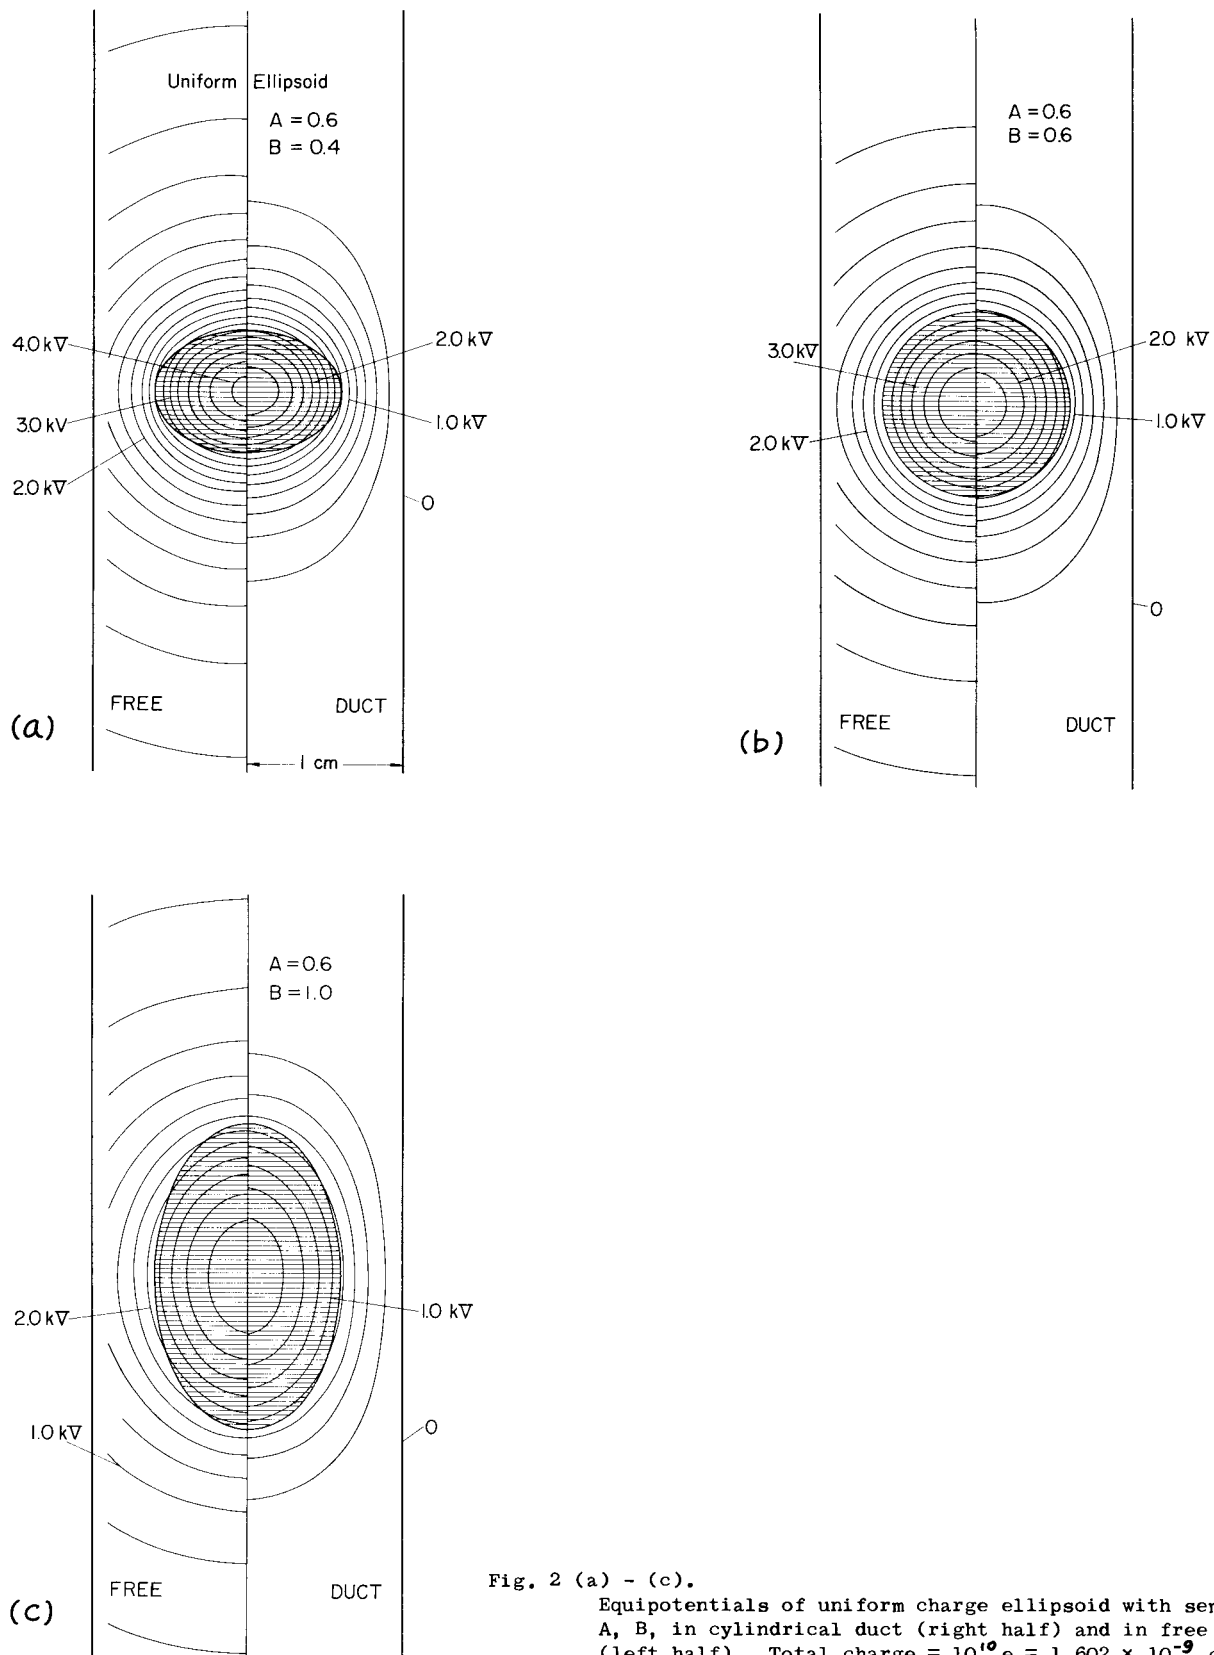 Uniform Ellipsoid
A = 0.6
B = 0.4
4.0 kV
3.0 kV
2.0 kV
2.0 kV
1.0 kV
0
FREE
DUCT
(a)
1 cm
A = 0.6
B = 0.6
3.0 kV
2.0 kV
2.0 kV
1.0 kV
0
FREE
DUCT
(b)
A = 0.6
B = 1.0
2.0 kV
1.0 kV
1.0 kV
0
FREE
DUCT
(c)
Fig. 2 (a) - (c).
Equipotentials of uniform charge ellipsoid with
A, B, in cylindrical duct (right half) and in free
(left half). Total charge = 10¹⁰ e = 1.602 × 10⁻⁹